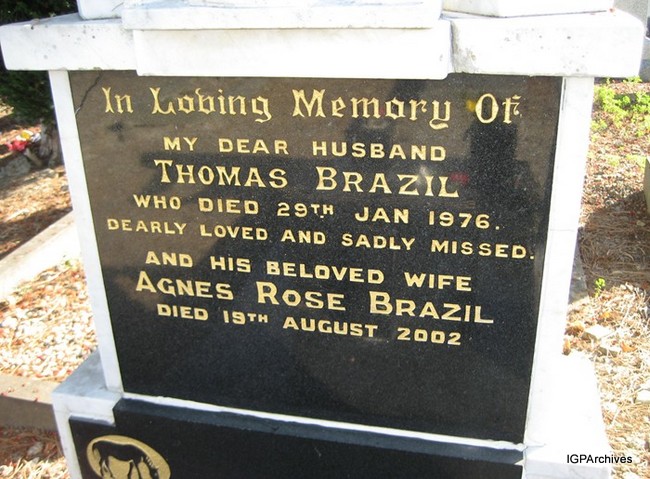 In Loving Memory Of
MY DEAR HUSBAND
THOMAS BRAZIL
WHO DIED 29TH JAN 1976.
DEARLY LOVED AND SADLY MISSED.
AND HIS BELOVED WIFE
AGNES ROSE BRAZIL
DIED 19TH AUGUST 2002
IGPArchives